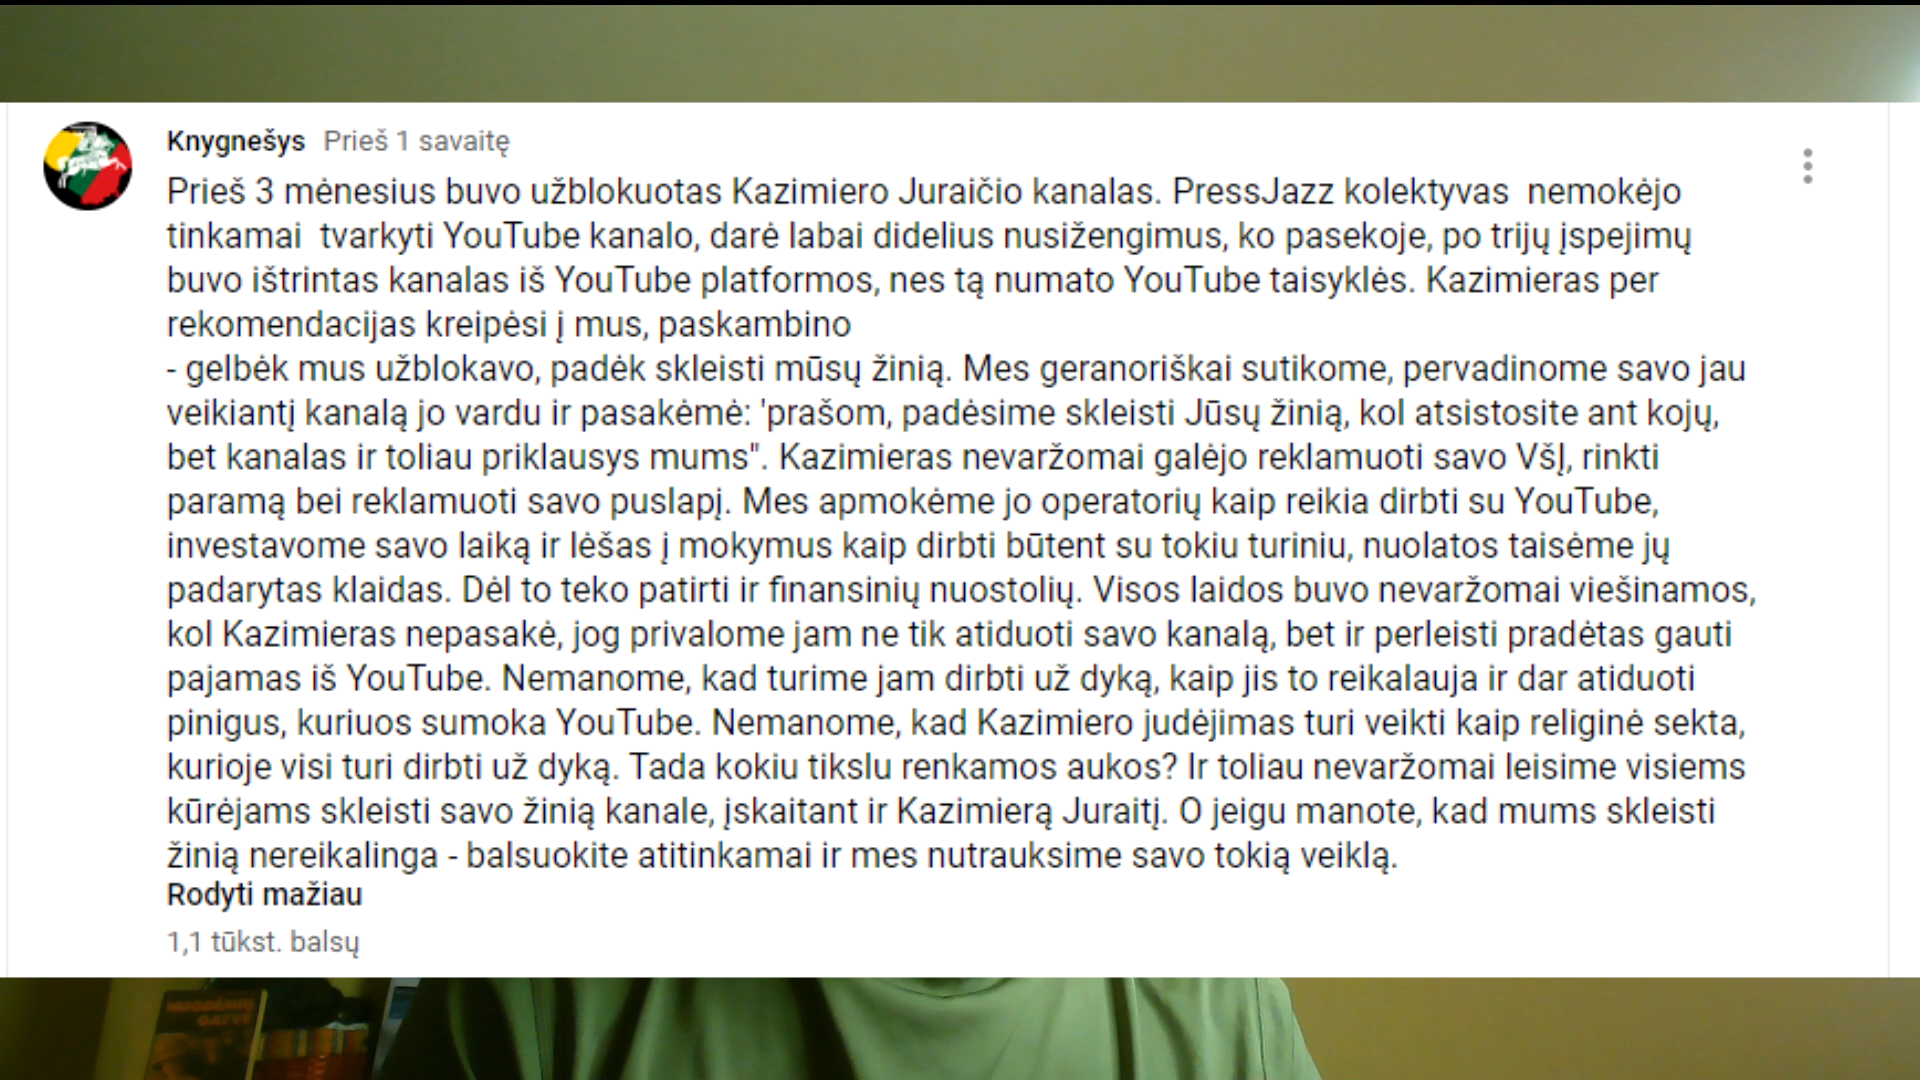 Knygnešys Prieš 1 savaitę
Prieš 3 mėnesius buvo užblokuotas Kazimiero Juraičio kanalas. PressJazz kolektyvas nemokėjo
tinkamai tvarkyti YouTube kanalo, darė labai didelius nusižengimus, ko pasekoje, po trijų įspejimų
buvo ištrintas kanalas iš YouTube platformos, nes tą numato YouTube taisyklės. Kazimieras per
rekomendacijas kreipėsi į mus, paskambino
- gelbėk mus užblokavo, padėk skleisti mūsų žinią. Mes geranoriškai sutikome, pervadinome savo jau
veikiantį kanalą jo vardu ir pasakėmė: 'prašom, padėsime skleisti Jūsų žinią, kol atsistosite ant kojų,
bet kanalas ir toliau priklausys mums". Kazimieras nevaržomai galėjo reklamuoti savo VšĮ, rinkti
paramą bei reklamuoti savo puslapį. Mes apmokėme jo operatorių kaip reikia dirbti su YouTube,
investavome savo laiką ir lėšas į mokymus kaip dirbti būtent su tokiu turiniu, nuolatos taisėme jų
padarytas klaidas. Dėl to teko patirti ir finansinių nuostolių. Visos laidos buvo nevaržomai viešinamos,
kol Kazimieras nepasakė, jog privalome jam ne tik atiduoti savo kanalą, bet ir perleisti pradėtas gauti
pajamas iš YouTube. Nemanome, kad turime jam dirbti už dyką, kaip jis to reikalauja ir dar atiduoti
pinigus, kuriuos sumoka YouTube. Nemanome, kad Kazimiero judėjimas turi veikti kaip religinė sekta,
kurioje visi turi dirbti už dyką. Tada kokiu tikslu renkamos aukos? Ir toliau nevaržomai leisime visiems
kūrėjams skleisti savo žinią kanale, įskaitant ir Kazimierą Juraitį. O jeigu manote, kad mums skleisti
žinią nereikalinga - balsuokite atitinkamai ir mes nutrauksime savo tokią veiklą.
Rodyti mažiau
1,1 tūkst. balsų
NUODĖMIŲ
GATVĖ